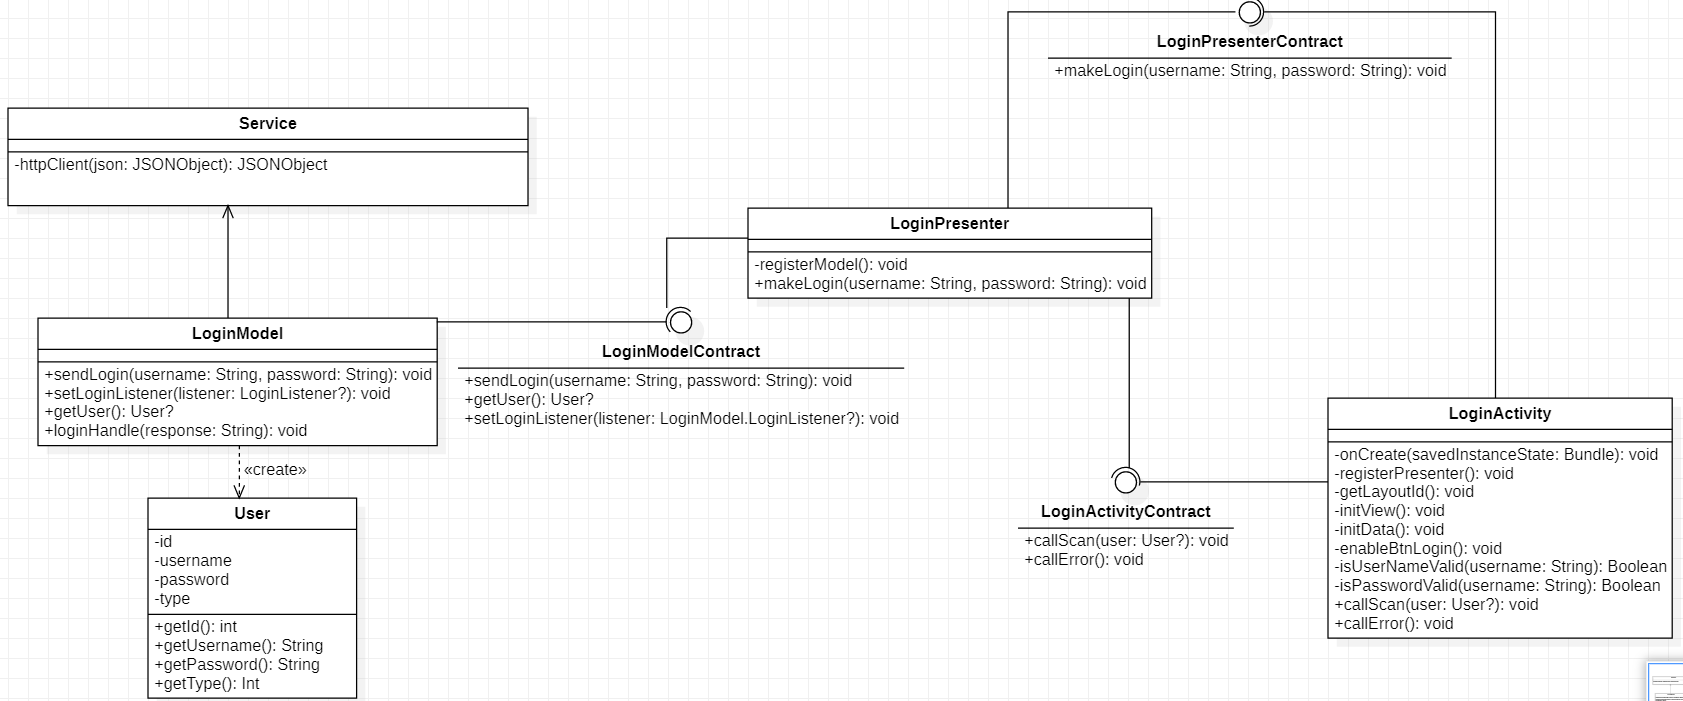 LoginPresenterContract
+makeLogin(username: String, password: String): void
Service
-httpClient(json: JSONObject): JSONObject
LoginPresenter
-registerModel(): void
+makeLogin(username: String, password: String): void
LoginModel
+sendLogin(username: String, password: String): void
+setLoginListener(listener: LoginListener?): void
+getUser(): User?
+loginHandle(response: String): void
LoginModelContract
+sendLogin(username: String, password: String): void
+getUser(): User?
+setLoginListener(listener: LoginModel.LoginListener?): void
«create»
User
-id
-username
-password
-type
+getId(): int
+getUsername(): String
+getPassword(): String
+getType(): Int
LoginActivityContract
+callScan(user: User?): void
+callError(): void
LoginActivity
-onCreate(savedInstanceState: Bundle): void
-registerPresenter(): void
-getLayoutId(): void
-initView(): void
-initData(): void
-enableBtnLogin(): void
-isUserNameValid(username: String): Boolean
-isPasswordValid(username: String): Boolean
+callScan(user: User?): void
+callError(): void